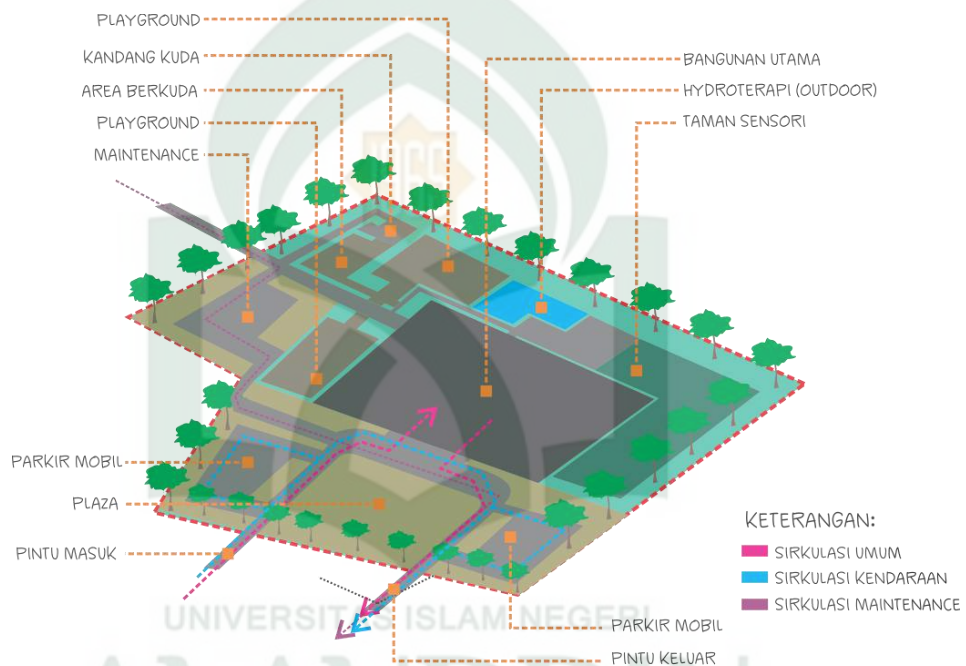 PLAYGROUND
KANDANG KUDA
AREA BERKUDA
PLAYGROUND
MAINTENANCE
BANGUNAN UTAMA
HYDROTERAPI (OUTDOOR)
TAMAN SENSORI
PARKIR MOBIL
PLAZA
PINTU MASUK
KETERANGAN:
SIRKULASI UMUM
SIRKULASI KENDARAAN
SIRKULASI MAINTENANCE
UNIVERSITAS ISLAM NEGERI
PARKIR MOBIL
PINTU KELUAR